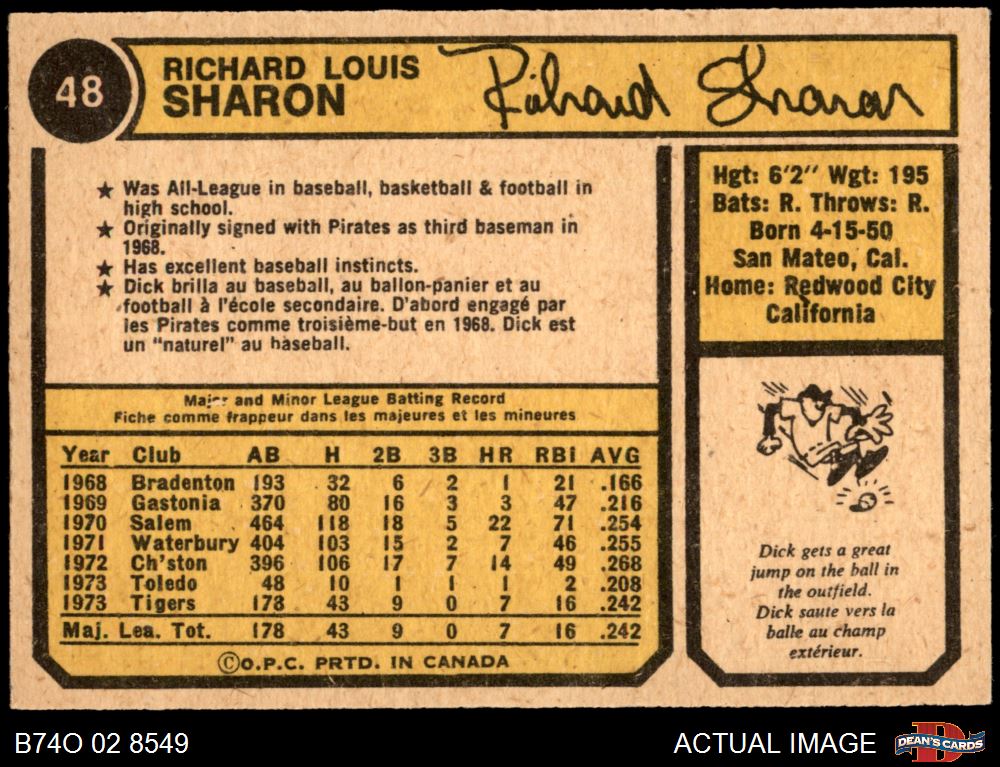 48
RICHARD LOUIS
SHARON
Richard Sharon
★ Was All-League in baseball, basketball & football in
high school.
★ Originally signed with Pirates as third baseman in
1968.
★ Has excellent baseball instincts.
★ Dick brilla au baseball, au ballon-panier et au
football à l'école secondaire. D'abord engagé par
les Pirates comme troisième-but en 1968. Dick est
un "naturel" au baseball.
Hgt: 6'2" Wgt: 195
Bats: R. Throws: R.
Born 4-15-50
San Mateo, Cal.
Home: Redwood City
California
Major and Minor League Batting Record
Fiche comme frappeur dans les majeures et les mineures
Year Club AB H 2B 3B HR RBI AVG
1968 Bradenton 193 32 6 2 1 21 .166
1969 Gastonia 370 80 16 3 3 47 .216
1970 Salem 464 118 18 5 22 71 .254
1971 Waterbury 404 103 15 2 7 46 .255
1972 Ch'ston 396 106 17 7 14 49 .268
1973 Toledo 48 10 1 1 1 2 .208
1973 Tigers 178 43 9 0 7 16 .242
Maj. Lea. Tot. 178 43 9 0 7 16 .242
©O.P.C. PRTD. IN CANADA
Dick gets a great
jump on the ball in
the outfield.
Dick saute vers la
balle au champ
extérieur.
B74O 02 8549
ACTUAL IMAGE
D
DEAN'S CARDS